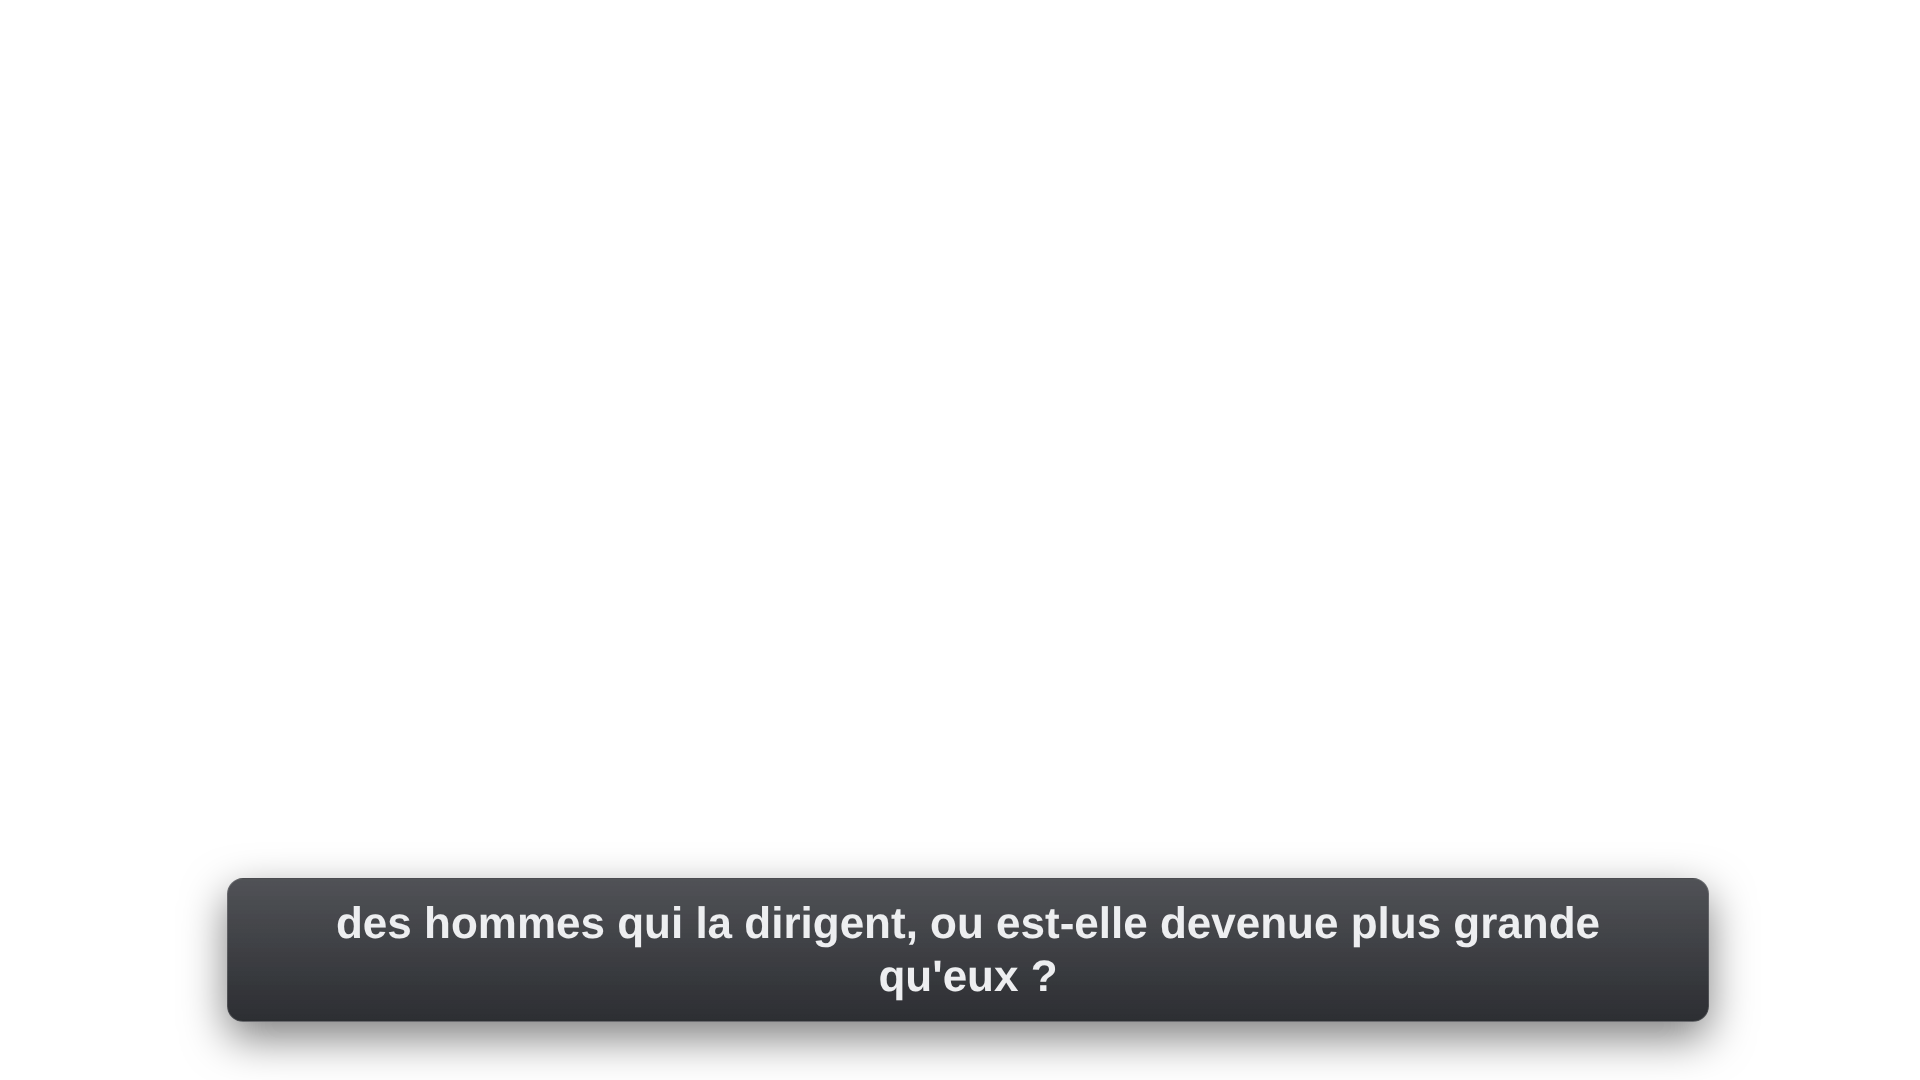 des hommes qui la dirigent, ou est-elle devenue plus grande
qu'eux ?